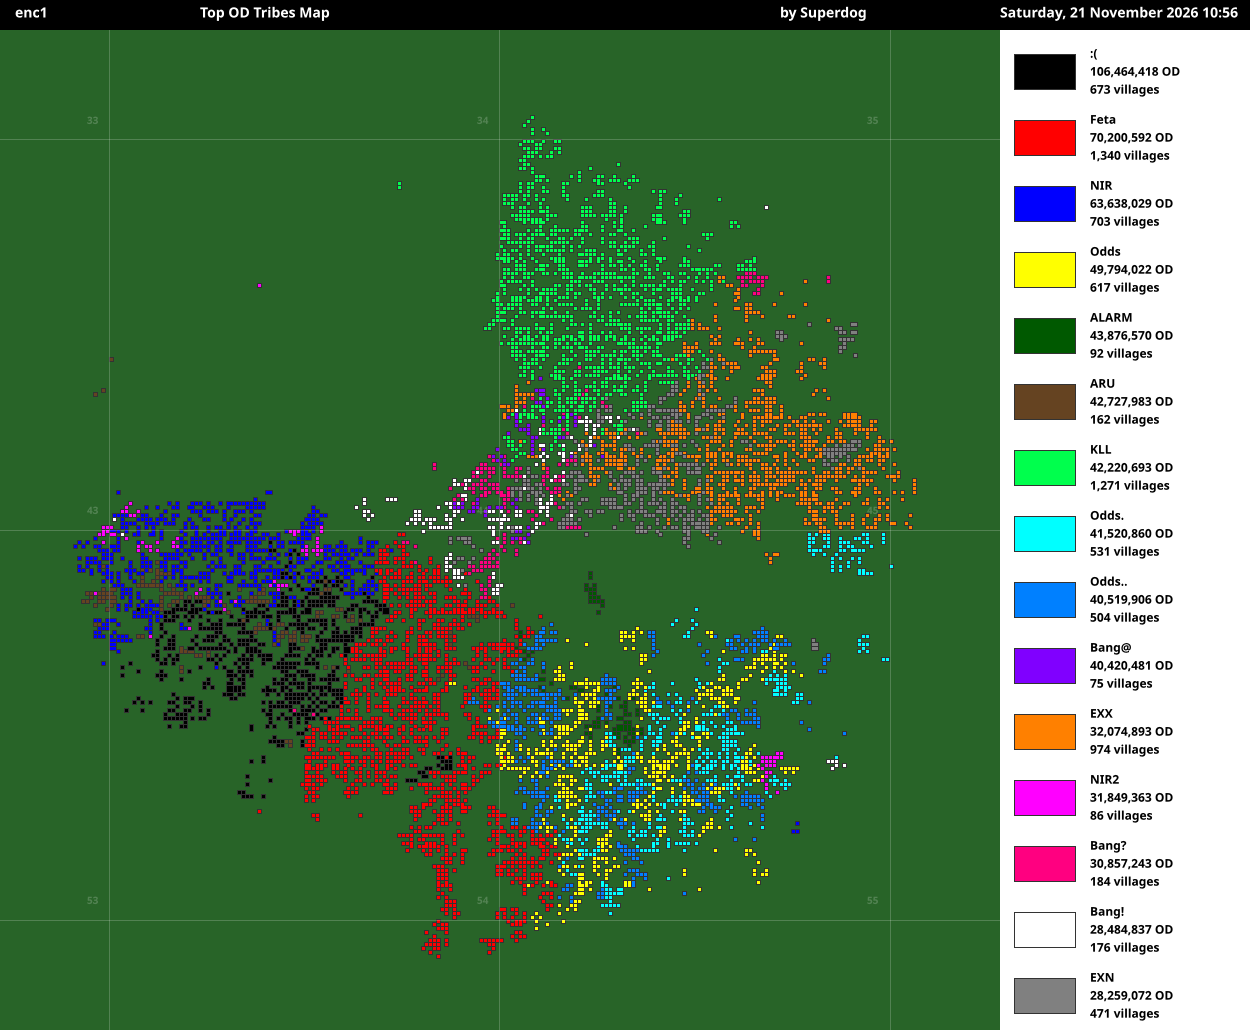 enc1 Top OD Tribes Map by Superdog Saturday, 21 November 2026 10:56
33 34 35
43 45
53 54 55
:(
106,464,418 OD
673 villages
Feta
70,200,592 OD
1,340 villages
NIR
63,638,029 OD
703 villages
Odds
49,794,022 OD
617 villages
ALARM
43,876,570 OD
92 villages
ARU
42,727,983 OD
162 villages
KLL
42,220,693 OD
1,271 villages
Odds.
41,520,860 OD
531 villages
Odds..
40,519,906 OD
504 villages
Bang@
40,420,481 OD
75 villages
EXX
32,074,893 OD
974 villages
NIR2
31,849,363 OD
86 villages
Bang?
30,857,243 OD
184 villages
Bang!
28,484,837 OD
176 villages
EXN
28,259,072 OD
471 villages